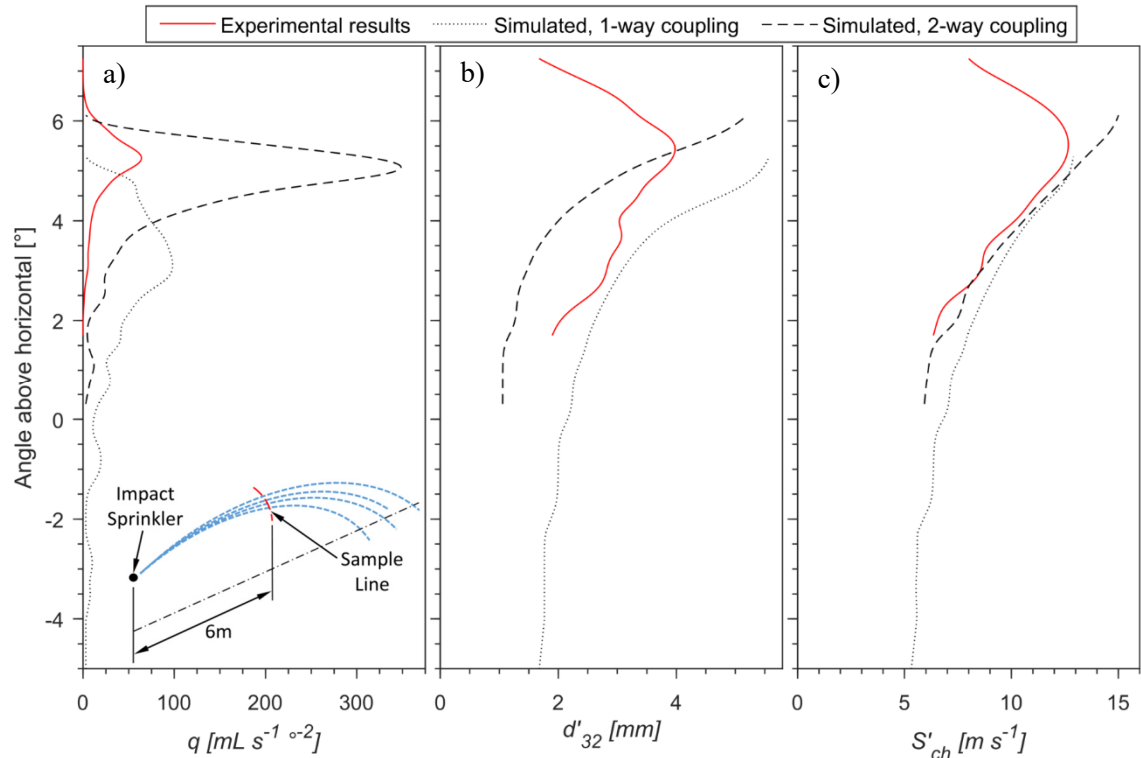 Experimental results
Simulated, 1-way coupling
Simulated, 2-way coupling
a)
b)
c)
Angle above horizontal [°]
6
4
2
0
-2
-4
Impact
Sprinkler
Sample
Line
6m
0 100 200 300
q [mL s⁻¹ °⁻²]
0 2 4
d'₃₂ [mm]
0 5 10 15
S'ₒₕ [m s⁻¹]